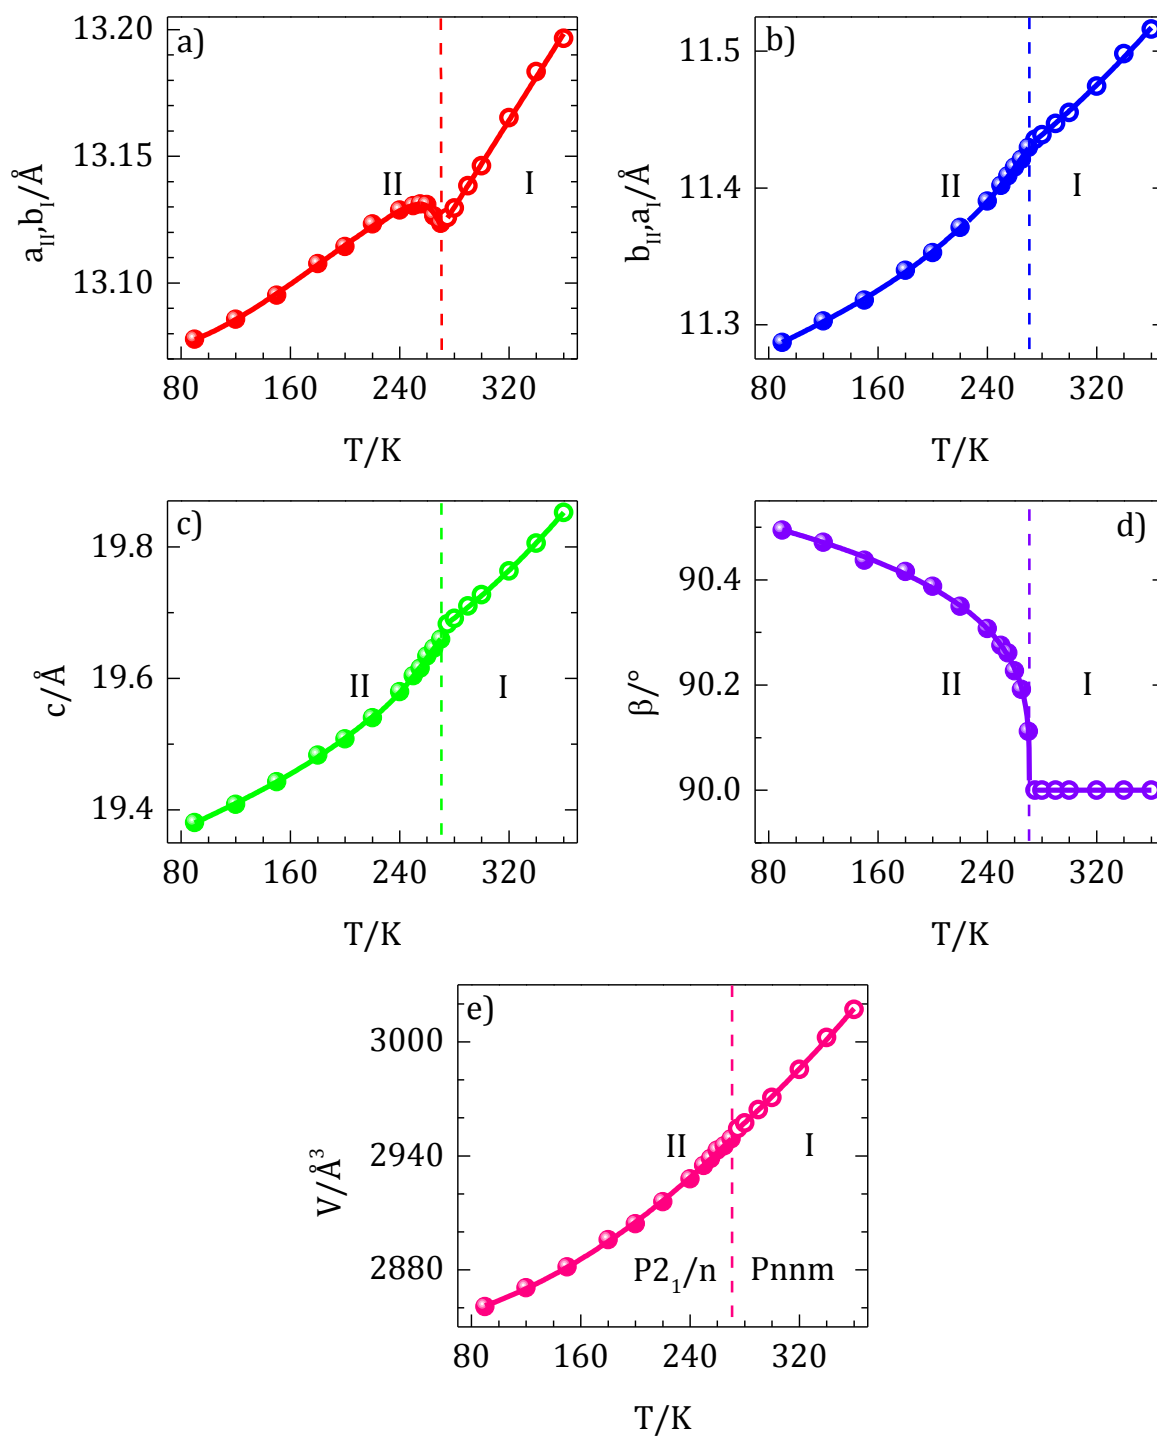 a)
13.20
13.15
13.10
a_II,b_I/Å
II
I
80 160 240 320
T/K
b)
11.5
11.4
11.3
b_II,a_I/Å
II
I
80 160 240 320
T/K
c)
19.8
19.6
19.4
c/Å
II
I
80 160 240 320
T/K
d)
90.4
90.2
90.0
β/°
II
I
80 160 240 320
T/K
e)
3000
2940
2880
V/Å³
II
I
P2₁/n Pnnm
80 160 240 320
T/K